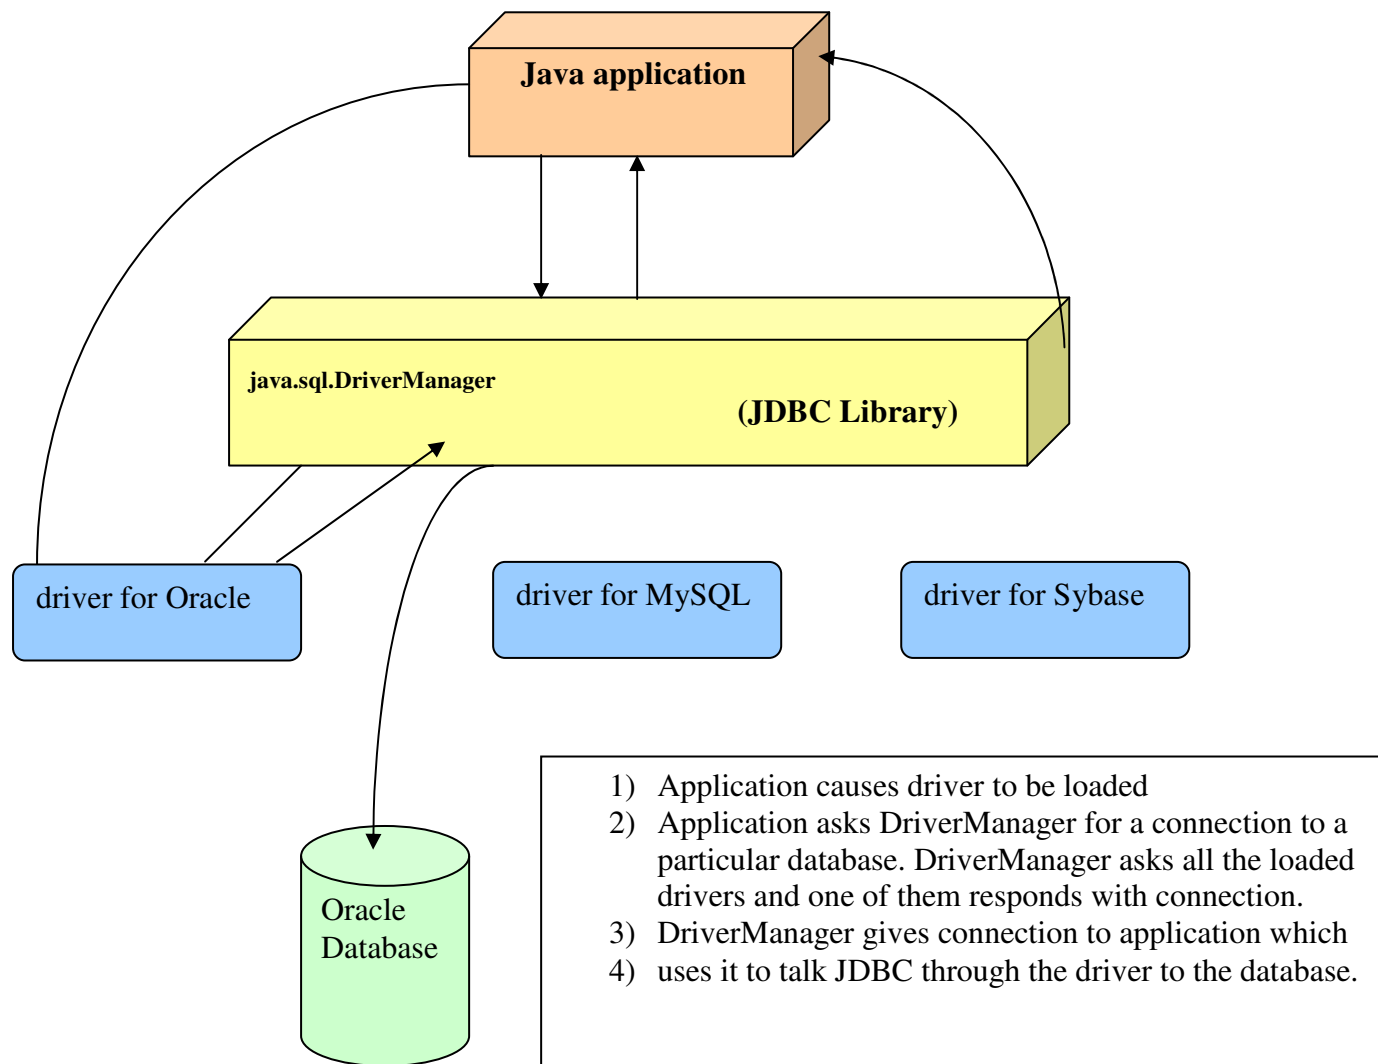 Java application
java.sql.DriverManager
(JDBC Library)
driver for Oracle
driver for MySQL
driver for Sybase
Oracle
Database
1) Application causes driver to be loaded
2) Application asks DriverManager for a connection to a
particular database. DriverManager asks all the loaded
drivers and one of them responds with connection.
3) DriverManager gives connection to application which
4) uses it to talk JDBC through the driver to the database.